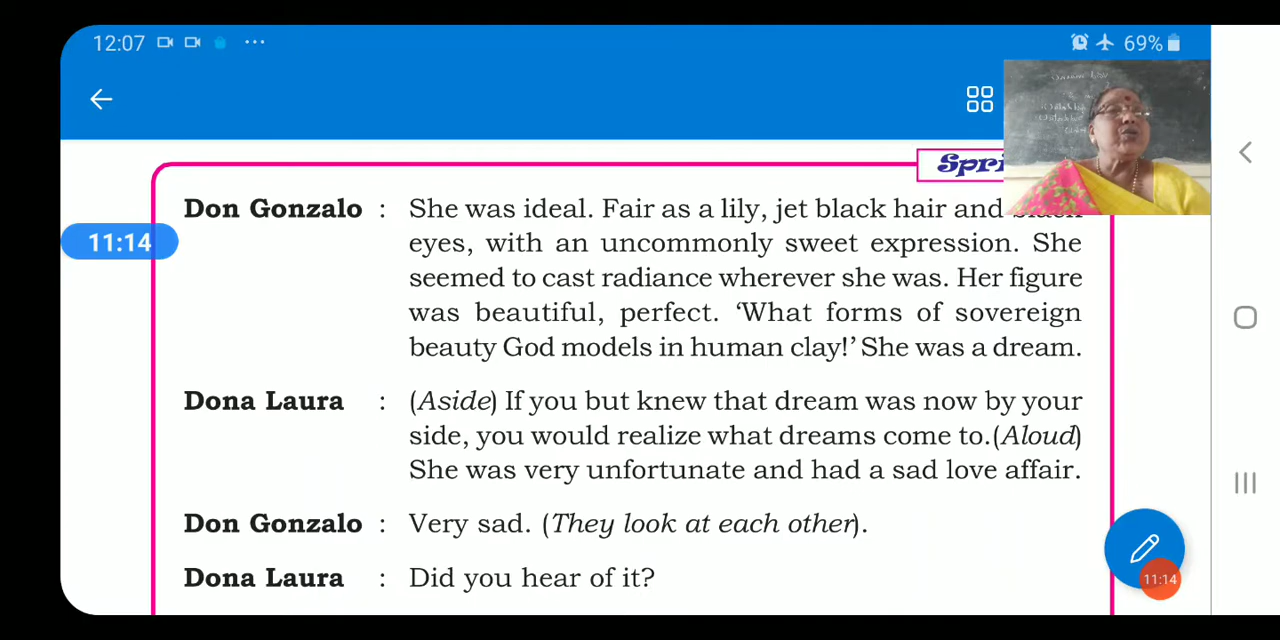 12:07 ... 69%
Spri
Don Gonzalo : She was ideal. Fair as a lily, jet black hair and black
11:14
eyes, with an uncommonly sweet expression. She
seemed to cast radiance wherever she was. Her figure
was beautiful, perfect. ‘What forms of sovereign
beauty God models in human clay!’ She was a dream.
Dona Laura : (Aside) If you but knew that dream was now by your
side, you would realize what dreams come to.(Aloud)
She was very unfortunate and had a sad love affair.
Don Gonzalo : Very sad. (They look at each other).
Dona Laura : Did you hear of it?
11:14